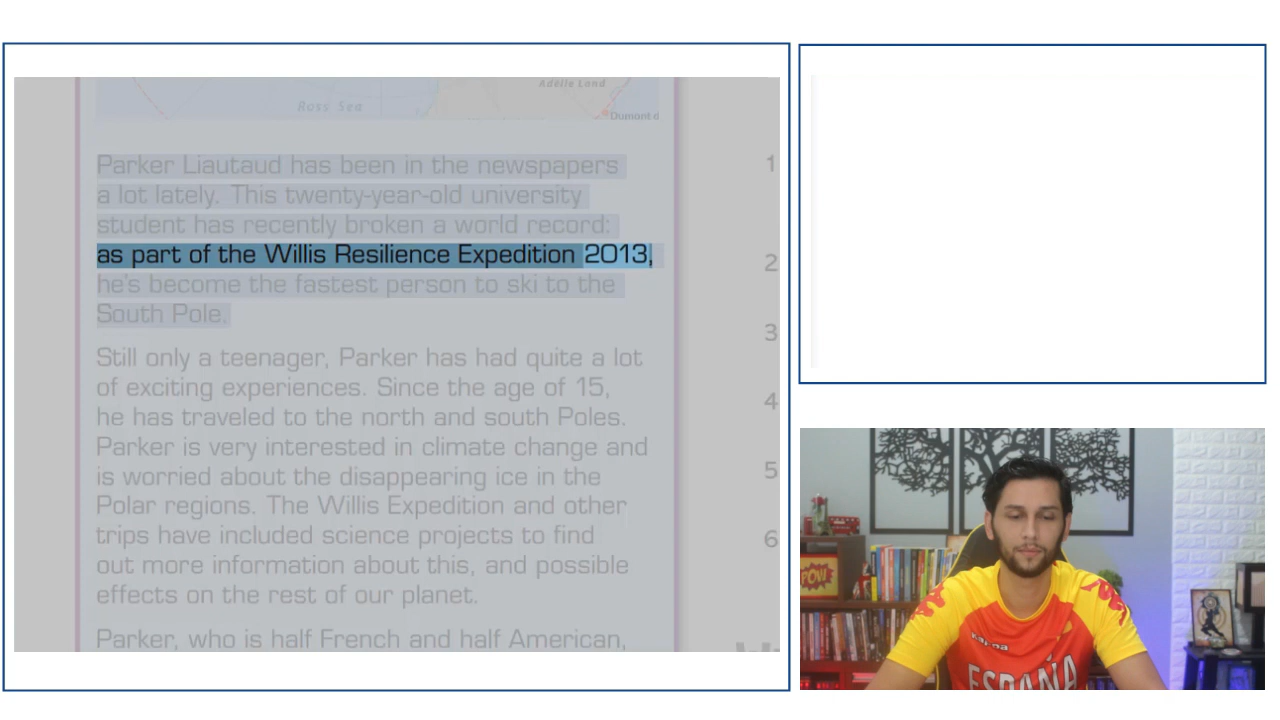 Ross Sea
Adélie Land
Dumont d
Parker Liautaud has been in the newspapers
a lot lately. This twenty-year-old university
student has recently broken a world record:
as part of the Willis Resilience Expedition 2013,
he's become the fastest person to ski to the
South Pole.
Still only a teenager, Parker has had quite a lot
of exciting experiences. Since the age of 15,
he has traveled to the north and south Poles.
Parker is very interested in climate change and
is worried about the disappearing ice in the
Polar regions. The Willis Expedition and other
trips have included science projects to find
out more information about this, and possible
effects on the rest of our planet.
Parker, who is half French and half American,
1
2
3
4
5
6
POW
Kappa
ESPAÑA